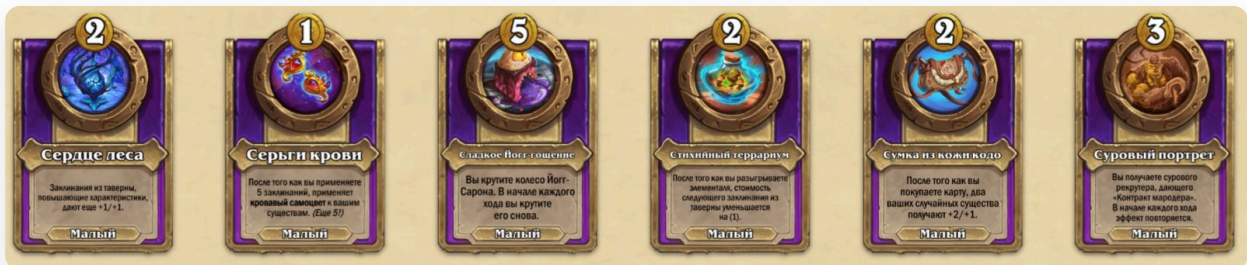 2
Сердце леса
Заклинания из таверны,
повышающие характеристики,
дают еще +1/+1.
Малый
1
Серьги крови
После того как вы применяете
5 заклинаний, применяет
кровавый самоцвет к вашим
существам. (Еще 5!)
Малый
5
Сладкое Йогг-гощение
Вы крутите колесо Йогг-
Сарона. В начале каждого
хода вы крутите
его снова.
Малый
2
Стихийный террариум
После того как вы разыгрываете
элементаля, стоимость
следующего заклинания из
таверны уменьшается
на (1).
Малый
2
Сумка из кожи кодо
После того как вы
покупаете карту, два
ваших случайных существа
получают +2/+1.
Малый
3
Суровый портрет
Вы получаете сурового
рекрутера, дающего
«Контракт мародера».
В начале каждого хода
эффект повторяется.
Малый